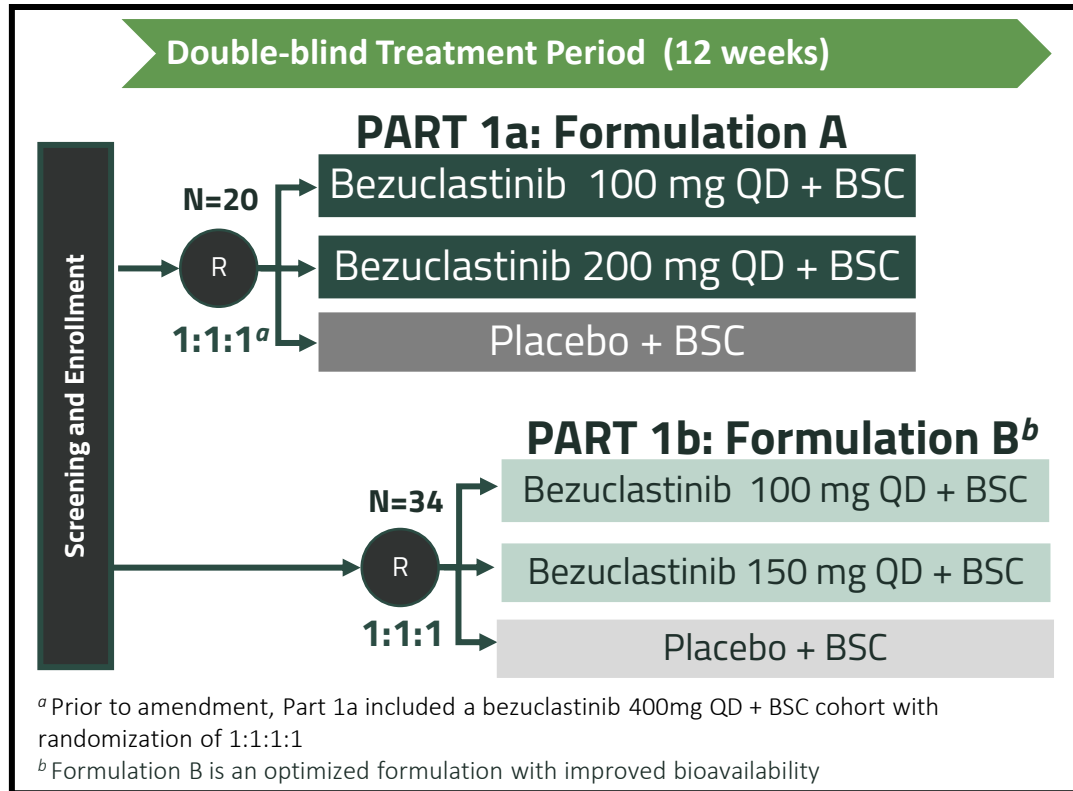 Double-blind Treatment Period (12 weeks)
Screening and Enrollment
PART 1a: Formulation A
N=20
R
1:1:1a
Bezuclastinib 100 mg QD + BSC
Bezuclastinib 200 mg QD + BSC
Placebo + BSC
PART 1b: Formulation Bb
N=34
R
1:1:1
Bezuclastinib 100 mg QD + BSC
Bezuclastinib 150 mg QD + BSC
Placebo + BSC
a Prior to amendment, Part 1a included a bezuclastinib 400mg QD + BSC cohort with
randomization of 1:1:1:1
b Formulation B is an optimized formulation with improved bioavailability